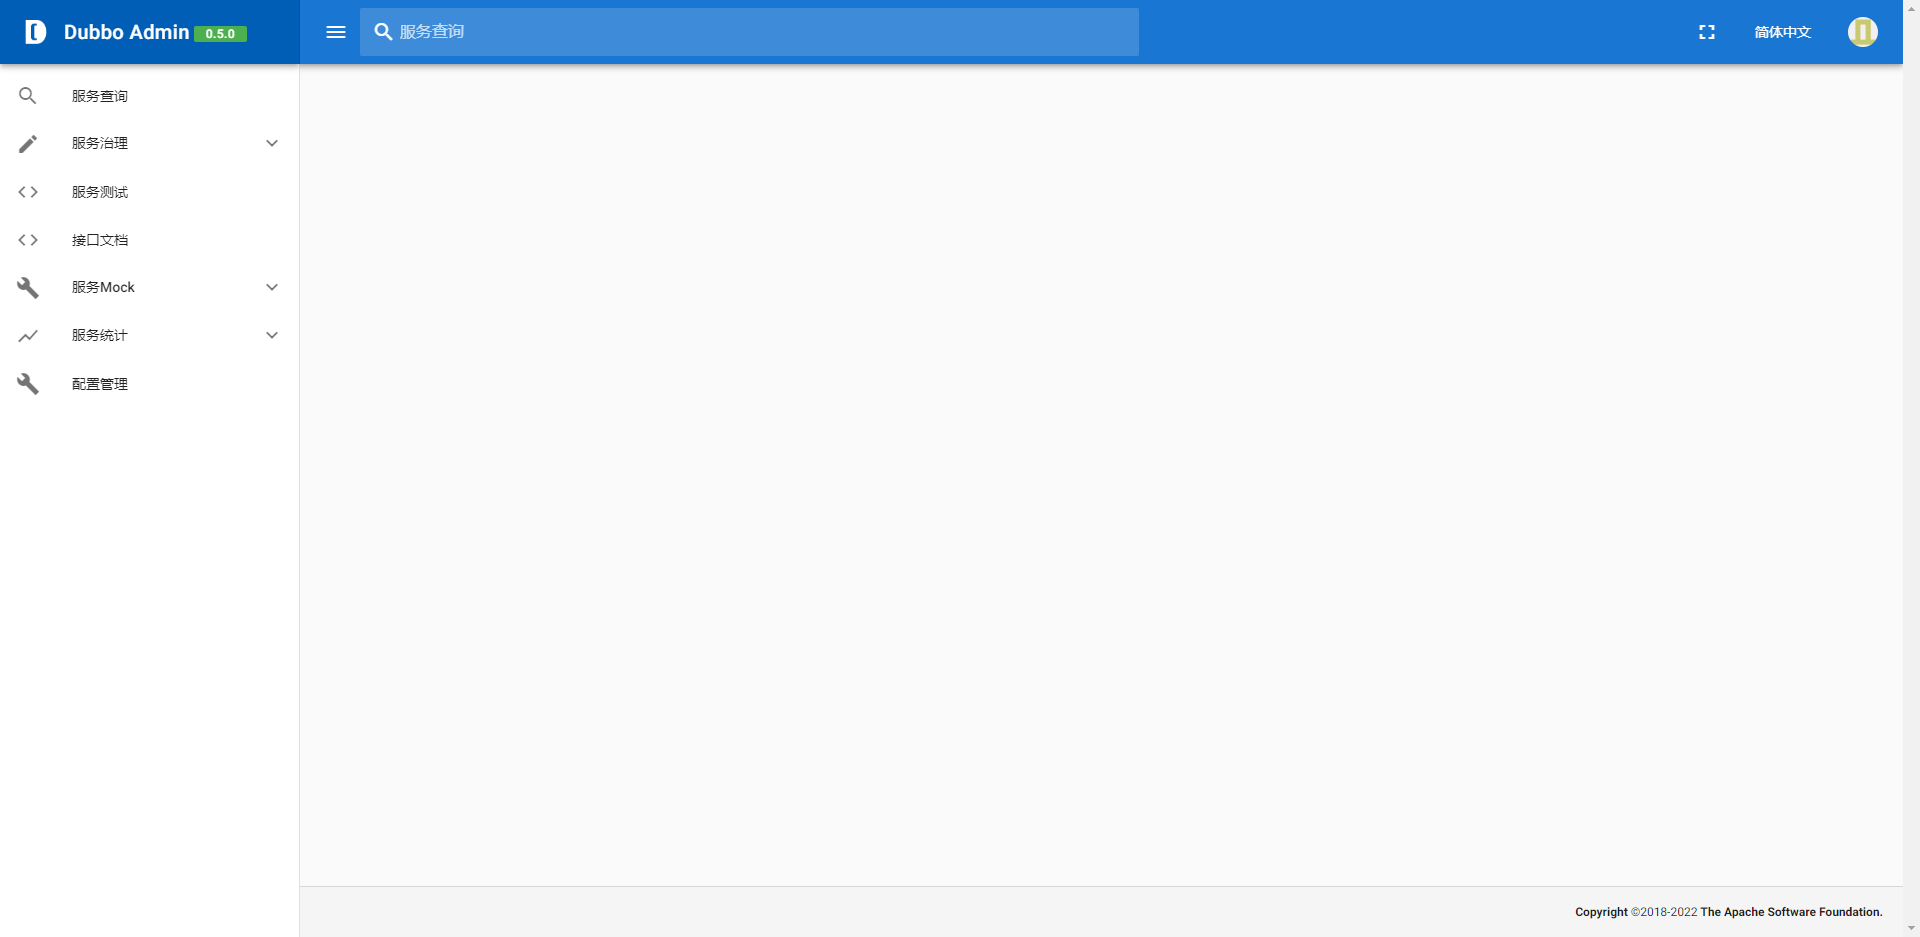 Dubbo Admin 0.5.0
服务查询
简体中文
服务查询
服务治理
服务测试
接口文档
服务Mock
服务统计
配置管理
Copyright ©2018-2022 The Apache Software Foundation.